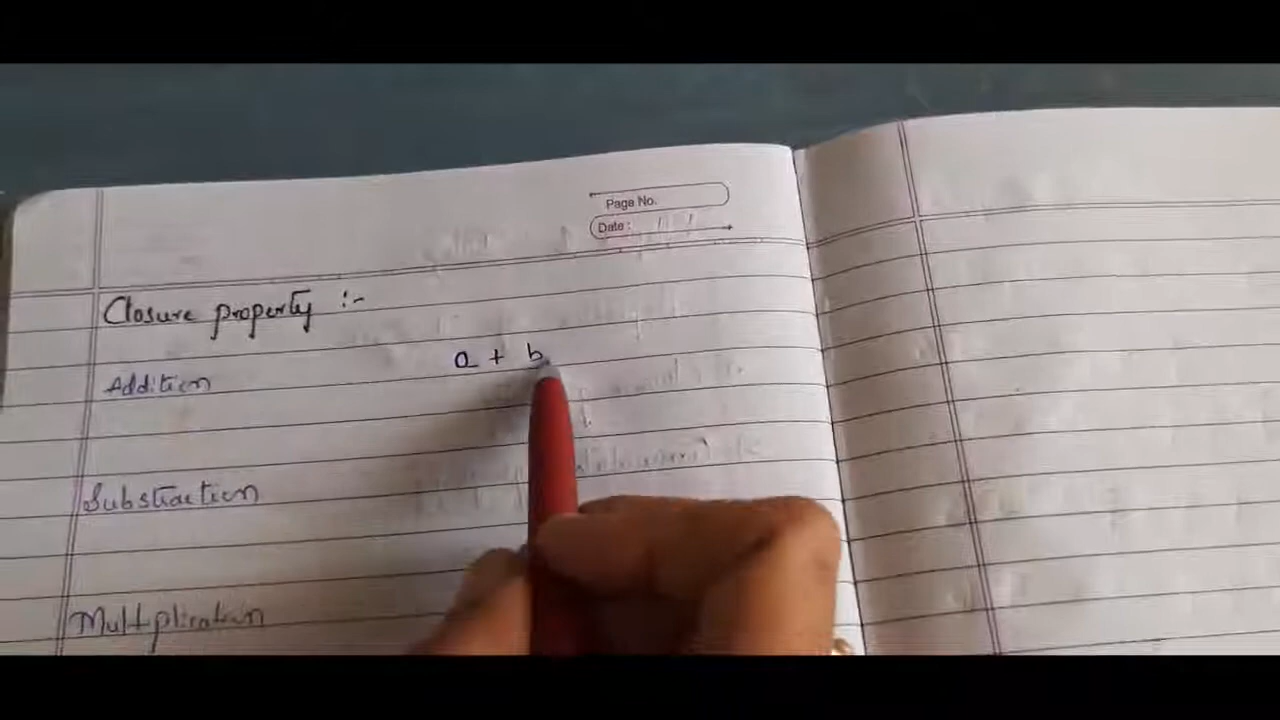 Page No.
Date :
Closure property :-
a + b
Addition
Substraction
Multiplication